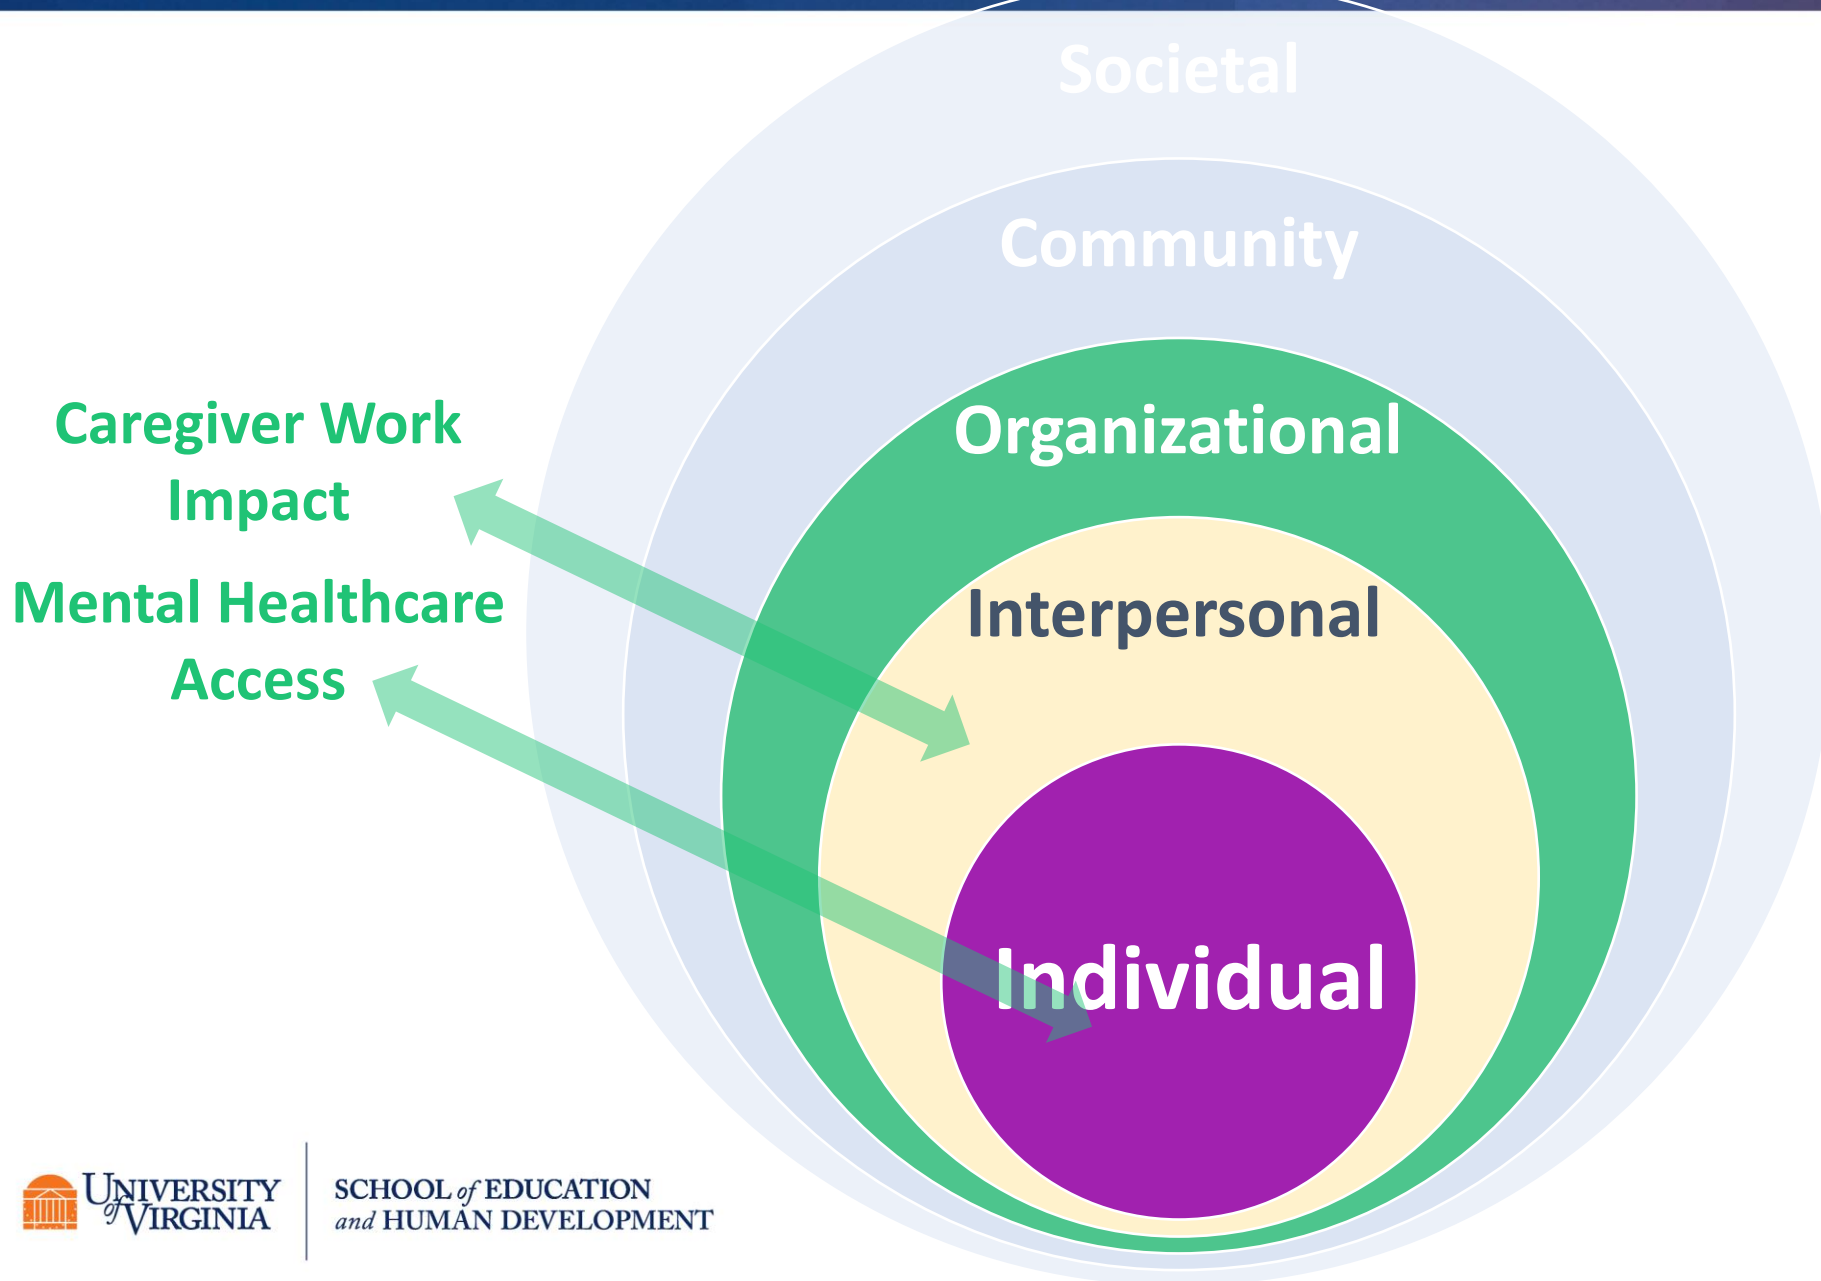 Societal
Community
Caregiver Work
Impact
Organizational
Mental Healthcare
Access
Interpersonal
Individual
UNIVERSITY
of VIRGINIA
SCHOOL of EDUCATION
and HUMAN DEVELOPMENT